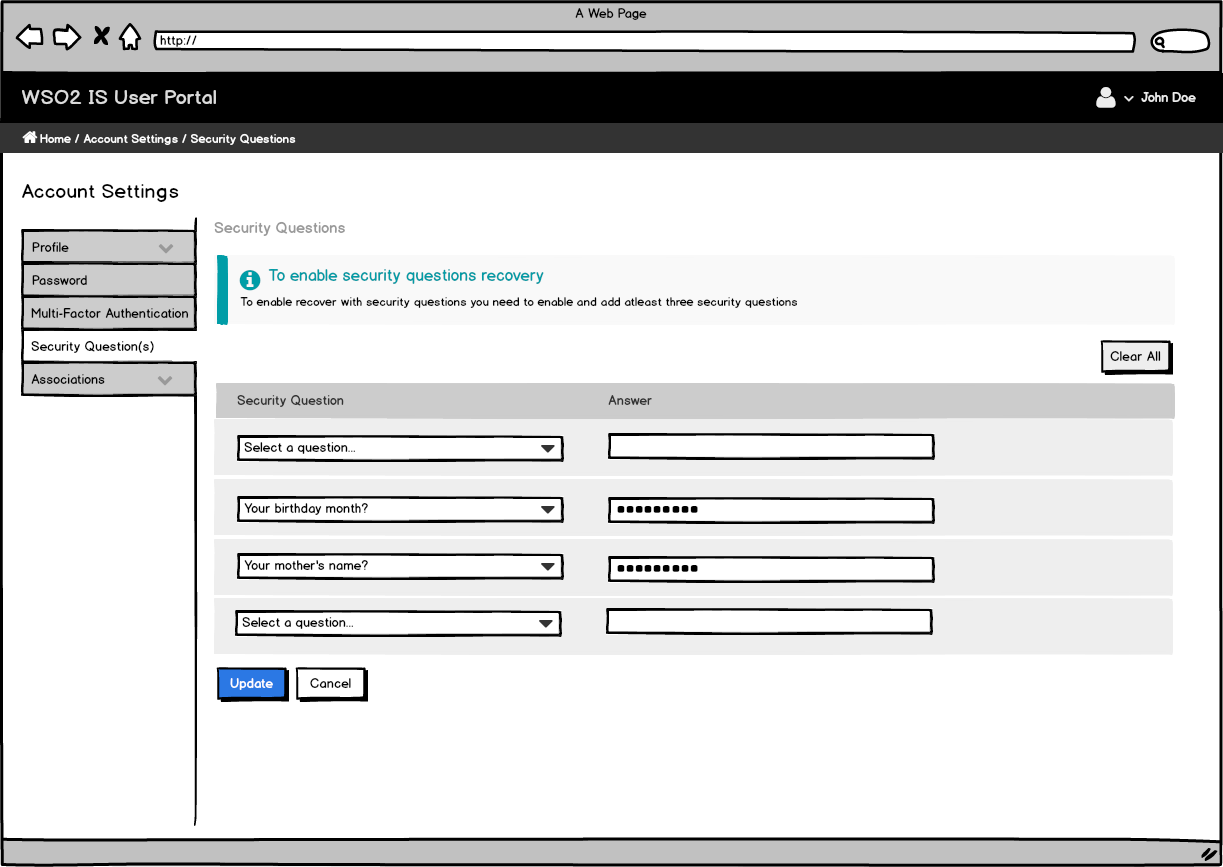 A Web Page
http://
WSO2 IS User Portal
John Doe
Home / Account Settings / Security Questions
Account Settings
Profile
Password
Multi-Factor Authentication
Security Question(s)
Associations
Security Questions
To enable security questions recovery
To enable recover with security questions you need to enable and add atleast three security questions
Clear All
Security Question Answer
Select a question...
Your birthday month? •••••••••
Your mother's name? •••••••••
Select a question...
Update Cancel